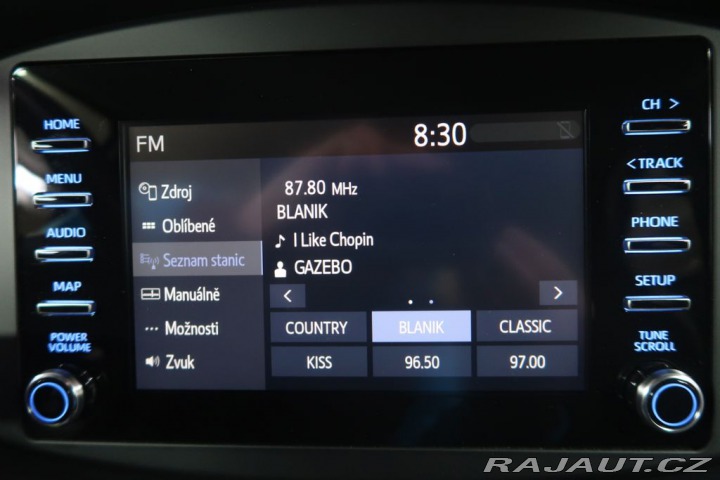 FM 8:30
HOME
MENU
AUDIO
MAP
POWER
VOLUME
Zdroj
Oblíbené
Seznam stanic
Manuálně
Možnosti
Zvuk
87.80 MHz
BLANIK
I Like Chopin
GAZEBO
COUNTRY BLANIK CLASSIC
KISS 96.50 97.00
CH >
< TRACK
PHONE
SETUP
TUNE
SCROLL
RAJAUT.CZ